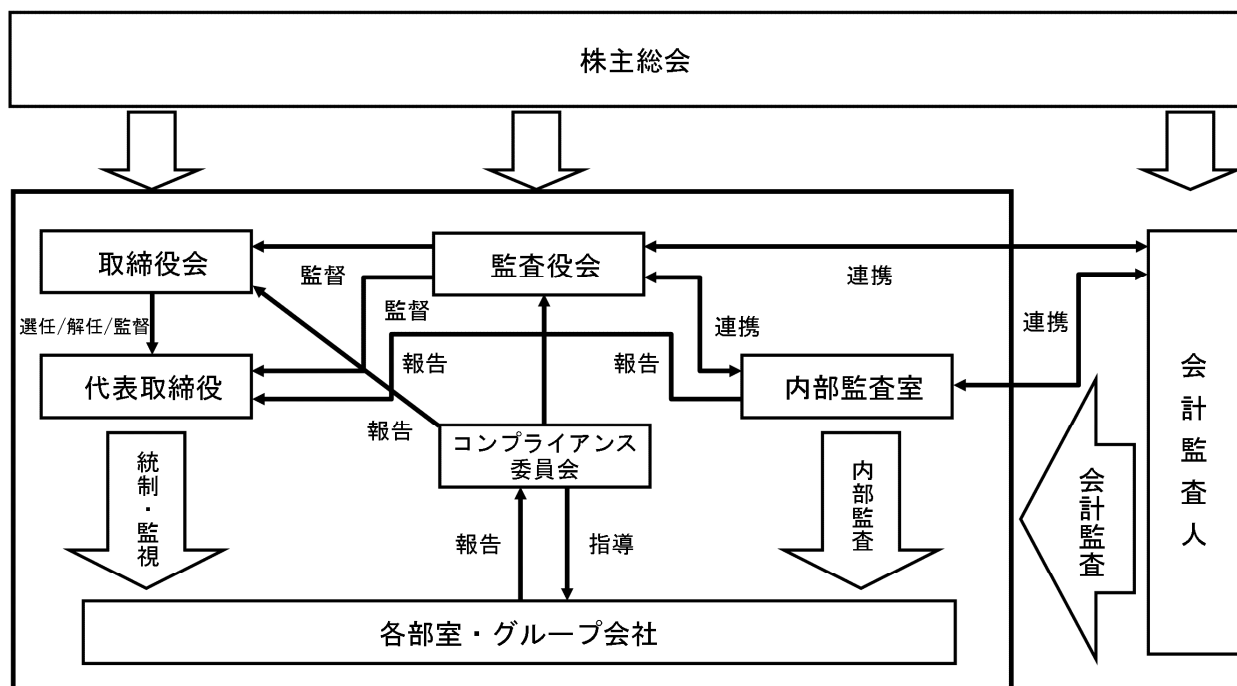 株主総会
取締役会
監査役会
監督
監督
連携
連携
連携
選任/解任/監督
代表取締役
報告
報告
報告
内部監査室
コンプライアンス
委員会
統制・監視
内部監査
会計監査
会計監査人
報告
指導
各部室・グループ会社